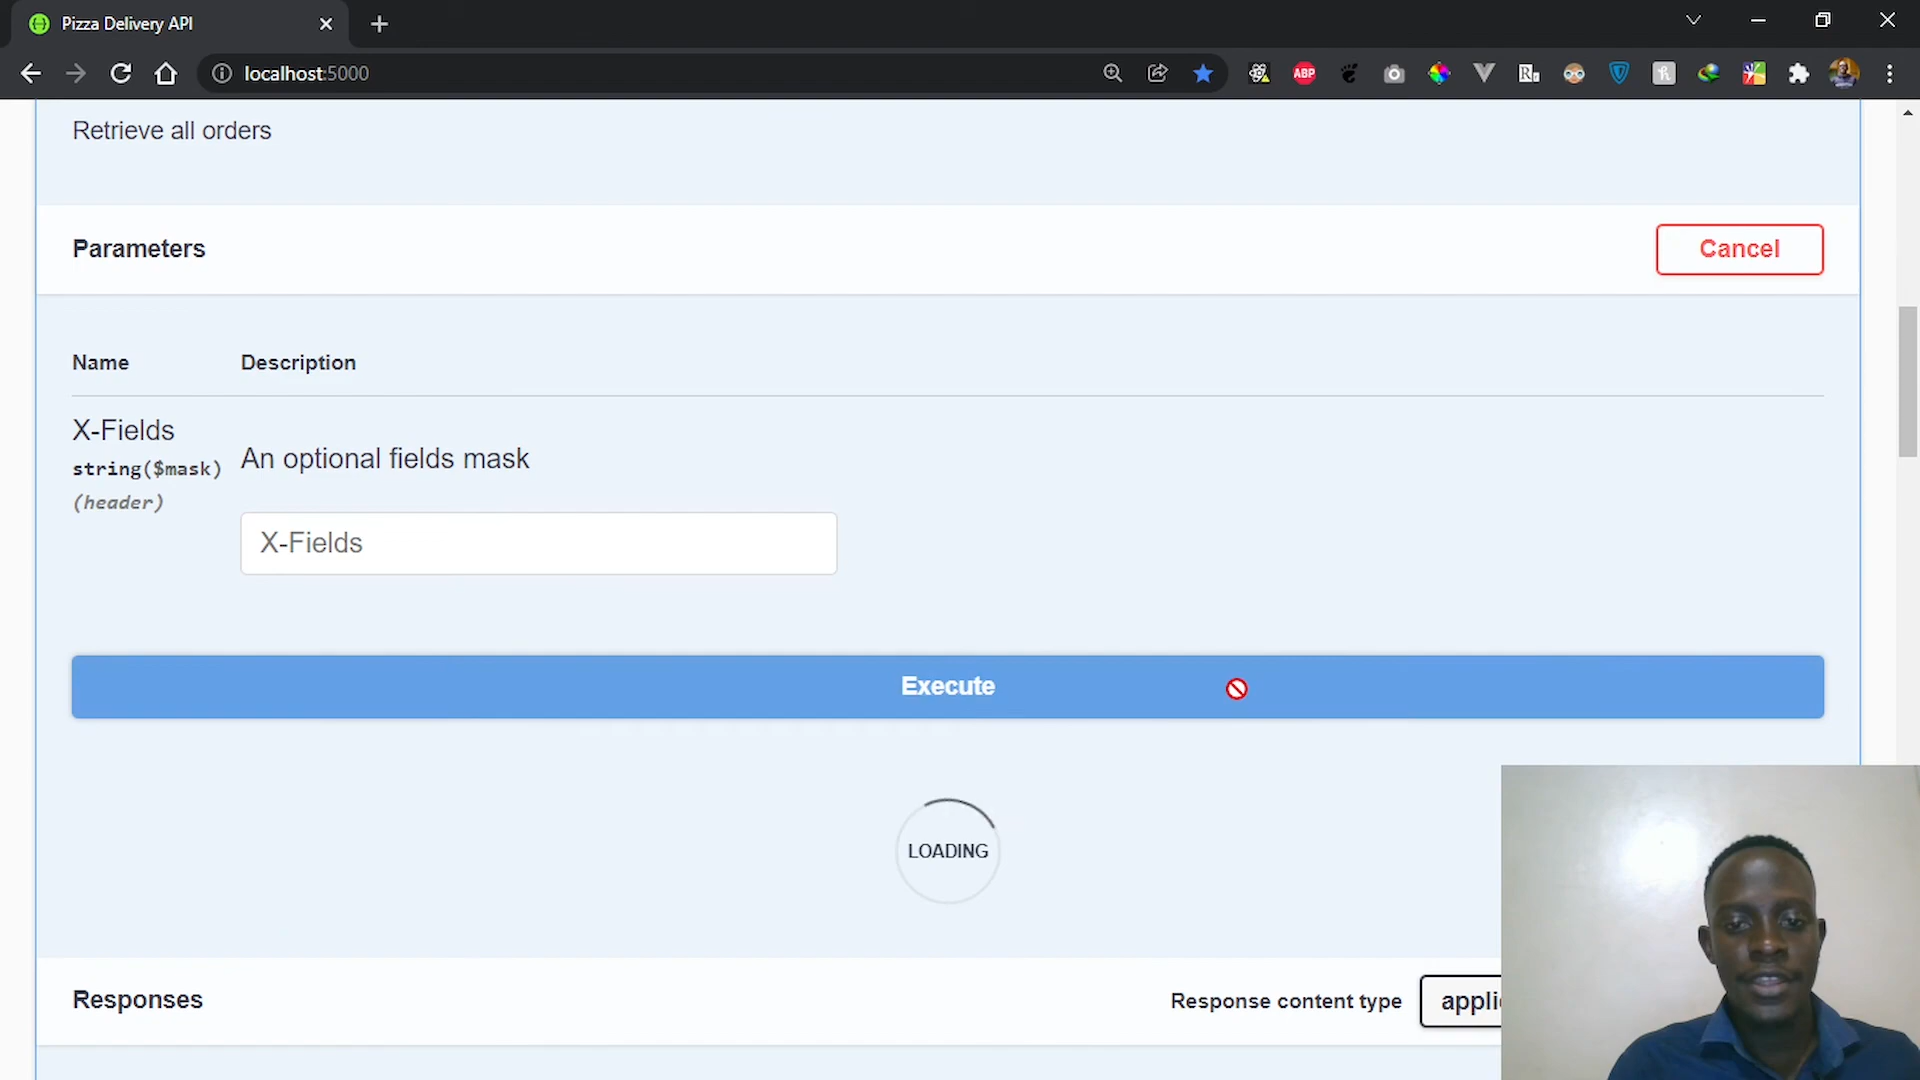 Pizza Delivery API
localhost:5000
ABP
Retrieve all orders
Parameters
Cancel
Name
Description
X-Fields
string($mask)
(header)
An optional fields mask
X-Fields
Execute
LOADING
Responses
Response content type
appli